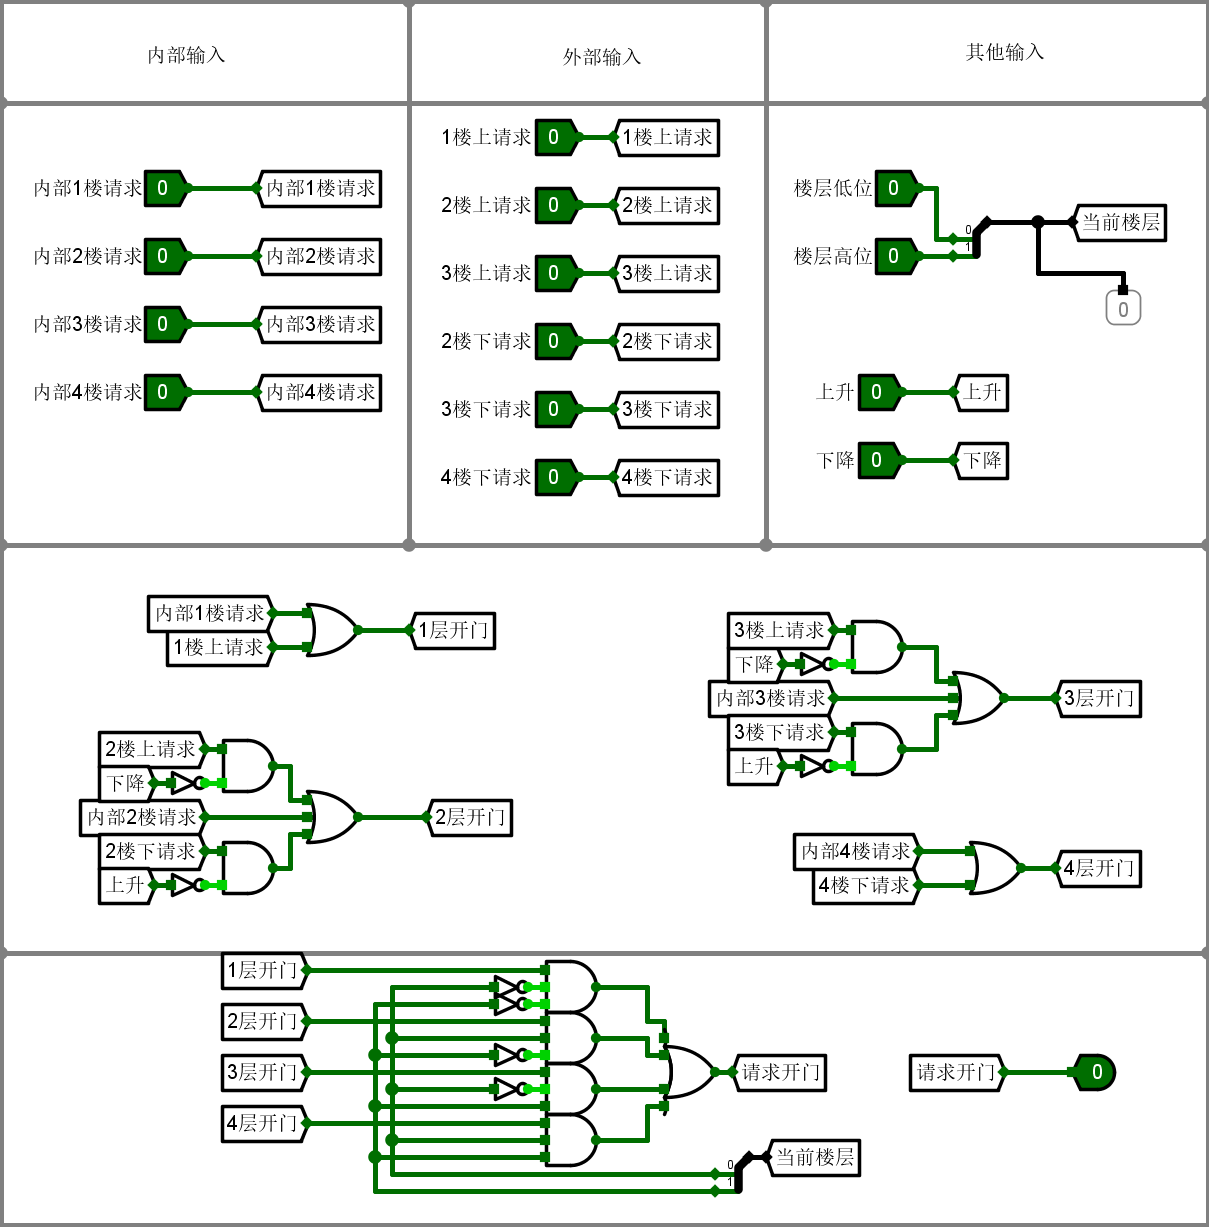 内部输入
外部输入
其他输入
内部1楼请求 0 内部1楼请求
内部2楼请求 0 内部2楼请求
内部3楼请求 0 内部3楼请求
内部4楼请求 0 内部4楼请求
1楼上请求 0 1楼上请求
2楼上请求 0 2楼上请求
3楼上请求 0 3楼上请求
2楼下请求 0 2楼下请求
3楼下请求 0 3楼下请求
4楼下请求 0 4楼下请求
楼层低位 0
楼层高位 0
0
1
当前楼层
0
上升 0 上升
下降 0 下降
内部1楼请求
1楼上请求
1层开门
2楼上请求
下降
内部2楼请求
2楼下请求
上升
2层开门
3楼上请求
下降
内部3楼请求
3楼下请求
上升
3层开门
内部4楼请求
4楼下请求
4层开门
1层开门
2层开门
3层开门
4层开门
请求开门
0
1
当前楼层
请求开门 0